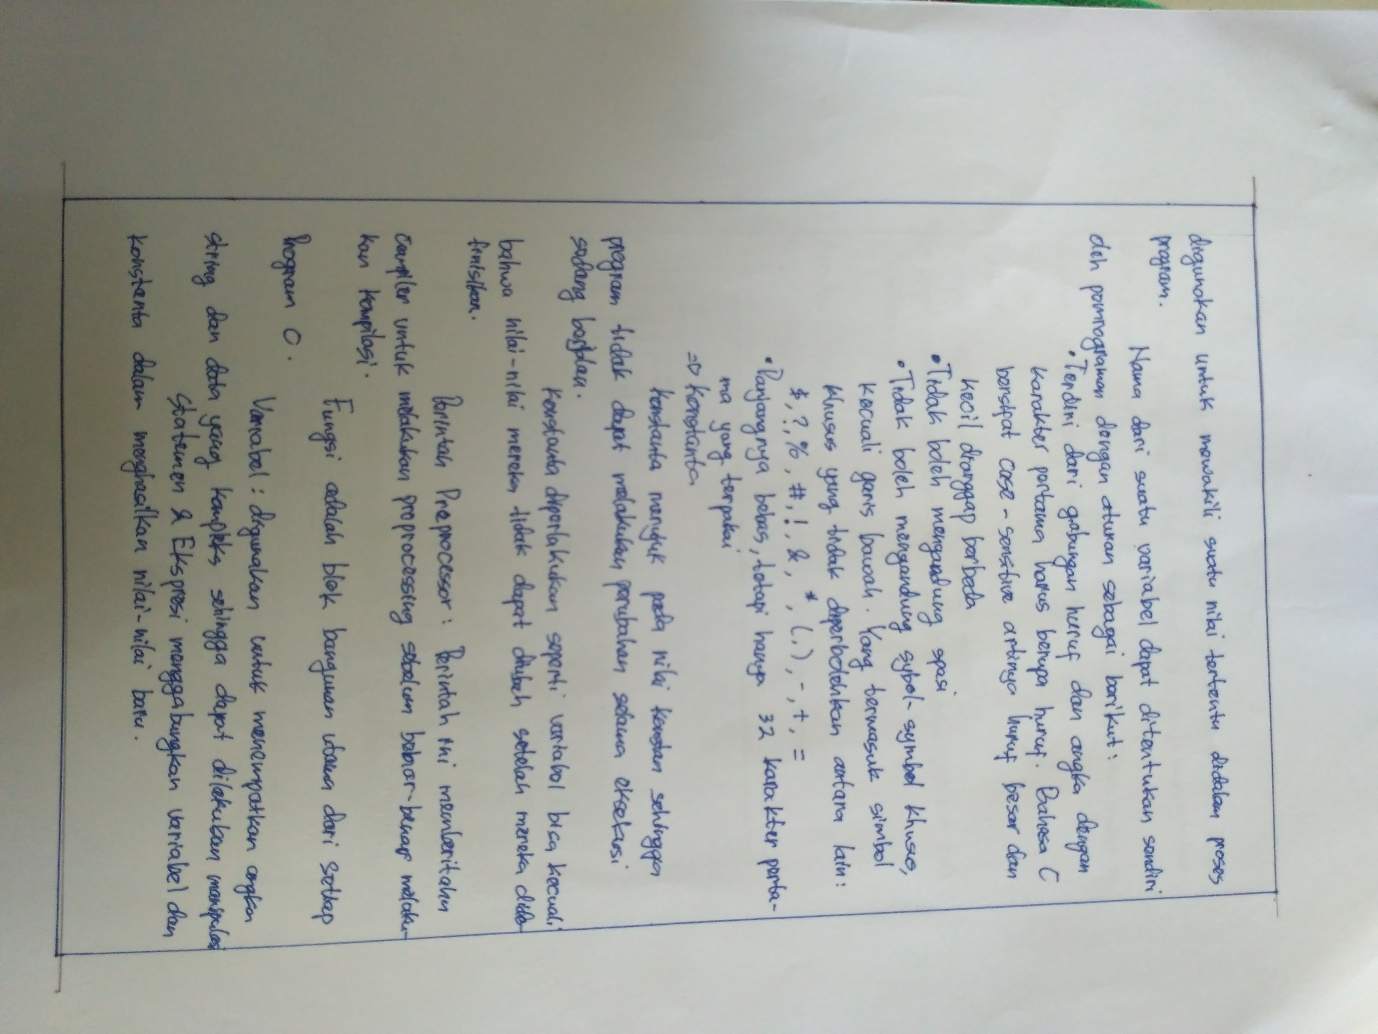 digunakan untuk mewakili suatu nilai tertentu didalam proses
program.
Nama dari suatu variabel dapat ditentukan sendiri
oleh pemrograman dengan aturan sebagai berikut :
• Terdiri dari gabungan huruf dan angka dengan
karakter pertama harus berupa huruf. Bahasa C
bersifat case-sensitive artinya huruf besar dan
kecil dianggap berbeda
• Tidak boleh mengandung spasi
• Tidak boleh mengandung sybol-symbol khusus,
kecuali garis bawah. Yang termasuk simbol
khusus yang tidak diperbolehkan antara lain :
$, ?, %, #, !, &, *, (, ), -, +, =
• Panjangnya bebas, tetapi hanya 32 karakter perta-
ma yang terpakai
=> Konstanta
Konstanta merujuk pada nilai konstan sehingga
program tidak dapat melakukan perubahan selama eksekusi
sedang berjalan.
Konstanta diperlakukan seperti variabel bisa kecuali
bahwa nilai-nilai mereka tidak dapat diubah setelah mereka dide-
finisikan.
Perintah Preprocesor : Perintah ini memberitahu
compiler untuk melakukan preprocessing sebelum bebnar-benar melaku-
kan kompilasi.
Fungsi adalah blok bangunan utama dari setiap
Program C.
Variabel : digunakan untuk menempatkan angka
string dan data yang kompleks sehingga dapat dilakukan manipulasi
Statemen & Ekspresi menggabungkan variabel dan
konstanta dalam menghasilkan nilai-nilai baru.